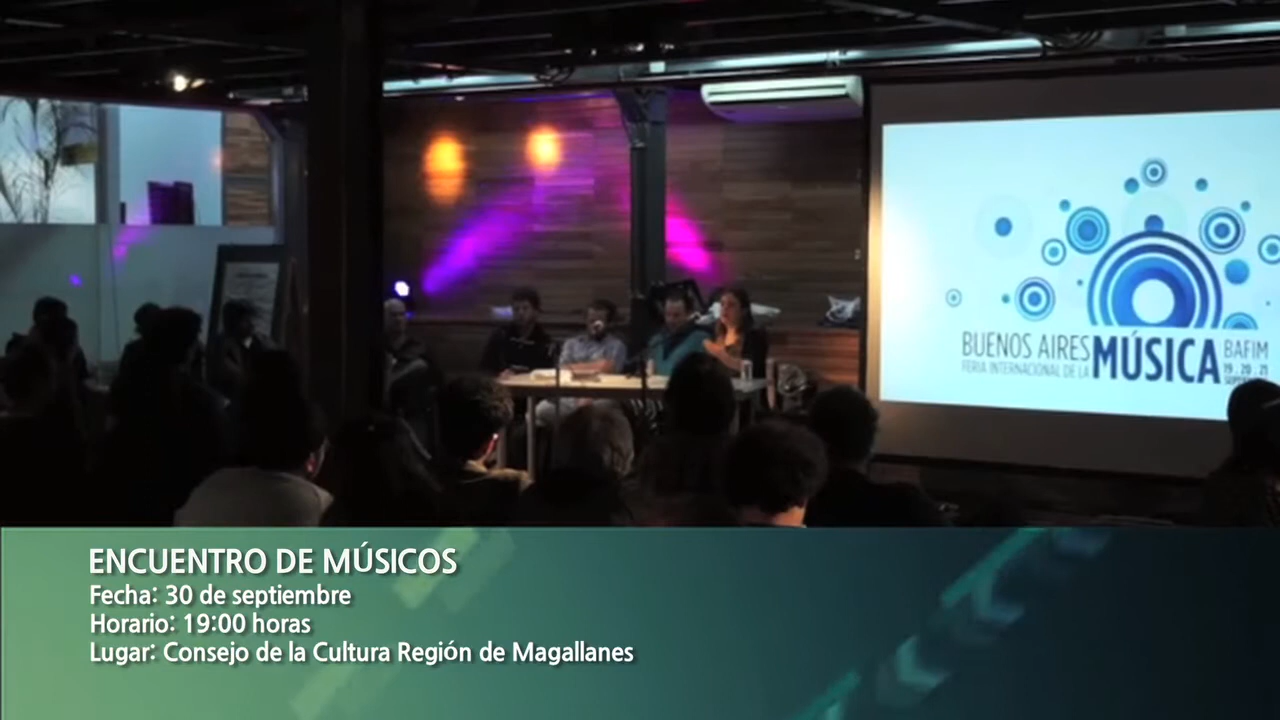 BUENOS AIRES
FERIA INTERNACIONAL DE LA
MÚSICA
BAFIM
19 . 20 . 21
ENCUENTRO DE MÚSICOS
Fecha: 30 de septiembre
Horario: 19:00 horas
Lugar: Consejo de la Cultura Región de Magallanes